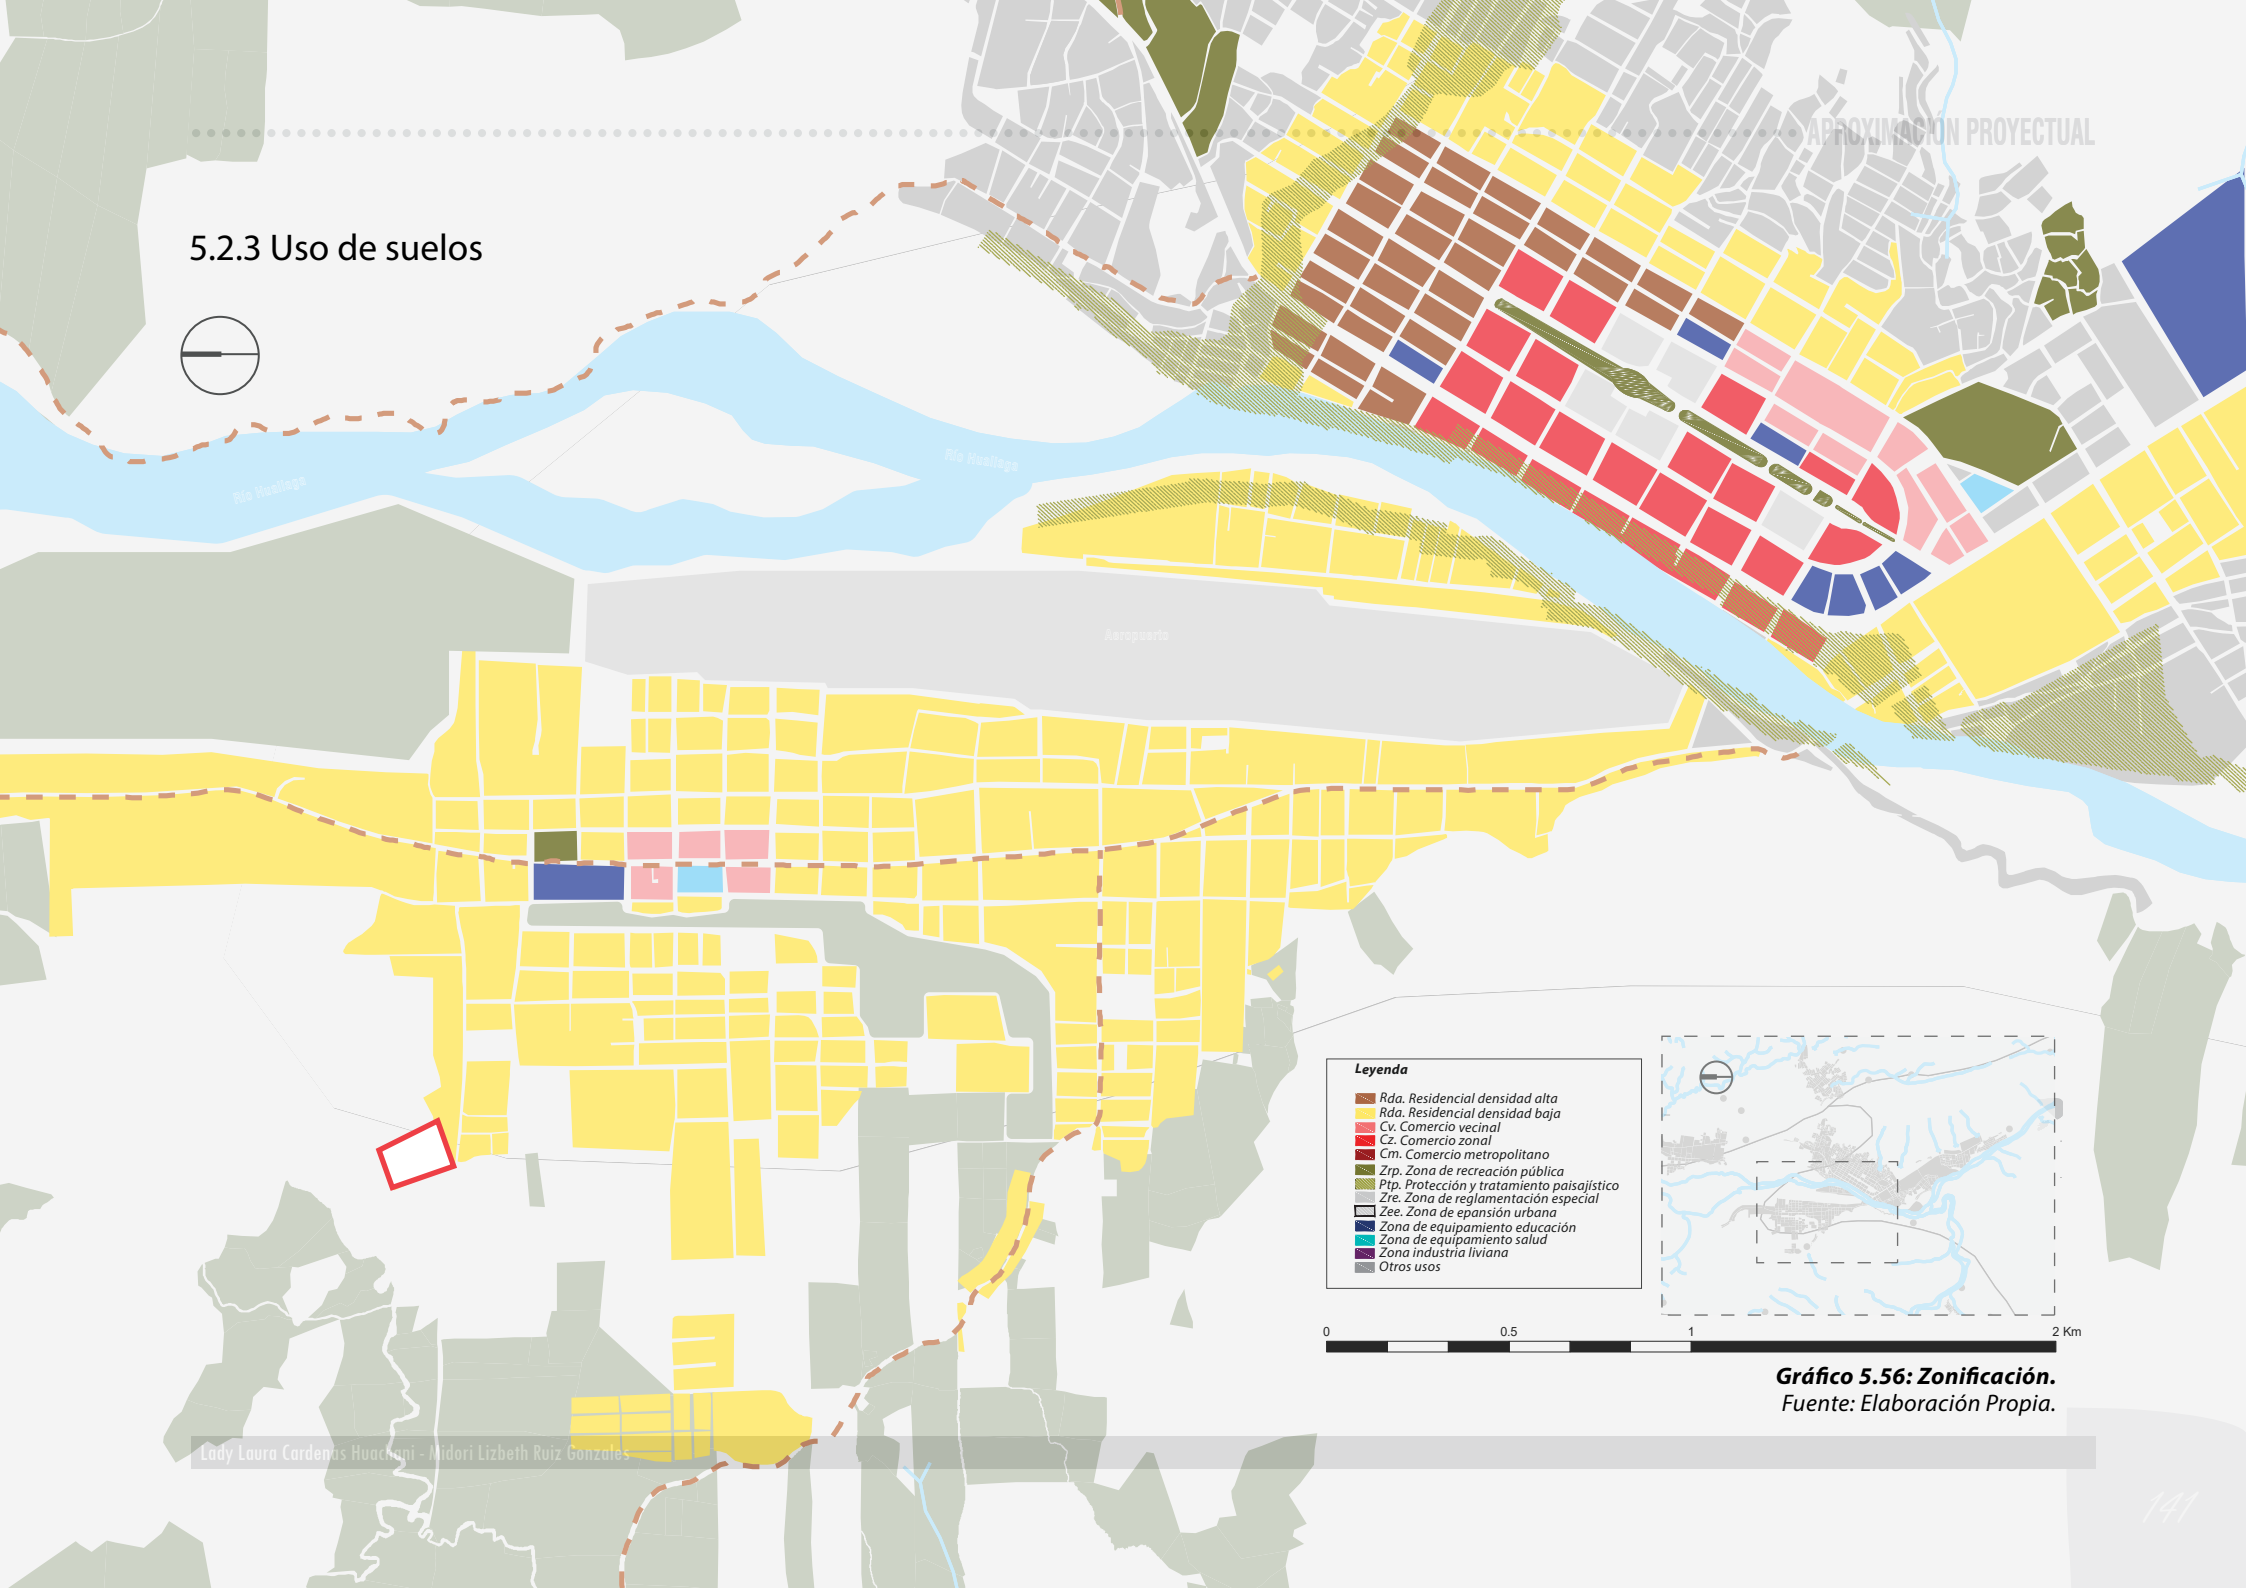 APROXIMACIÓN PROYECTUAL
5.2.3 Uso de suelos
Río Huallaga
Río Huallaga
Aeropuerto
Leyenda
Rda. Residencial densidad alta
Rda. Residencial densidad baja
Cv. Comercio vecinal
Cz. Comercio zonal
Cm. Comercio metropolitano
Zrp. Zona de recreación pública
Ptp. Protección y tratamiento paisajístico
Zre. Zona de reglamentación especial
Zee. Zona de epansión urbana
Zona de equipamiento educación
Zona de equipamiento salud
Zona industria liviana
Otros usos
0 0.5 1 2 Km
Gráfico 5.56: Zonificación.
Fuente: Elaboración Propia.
Lady Laura Cardenas Huachani - Midori Lizbeth Ruiz Gonzales
141